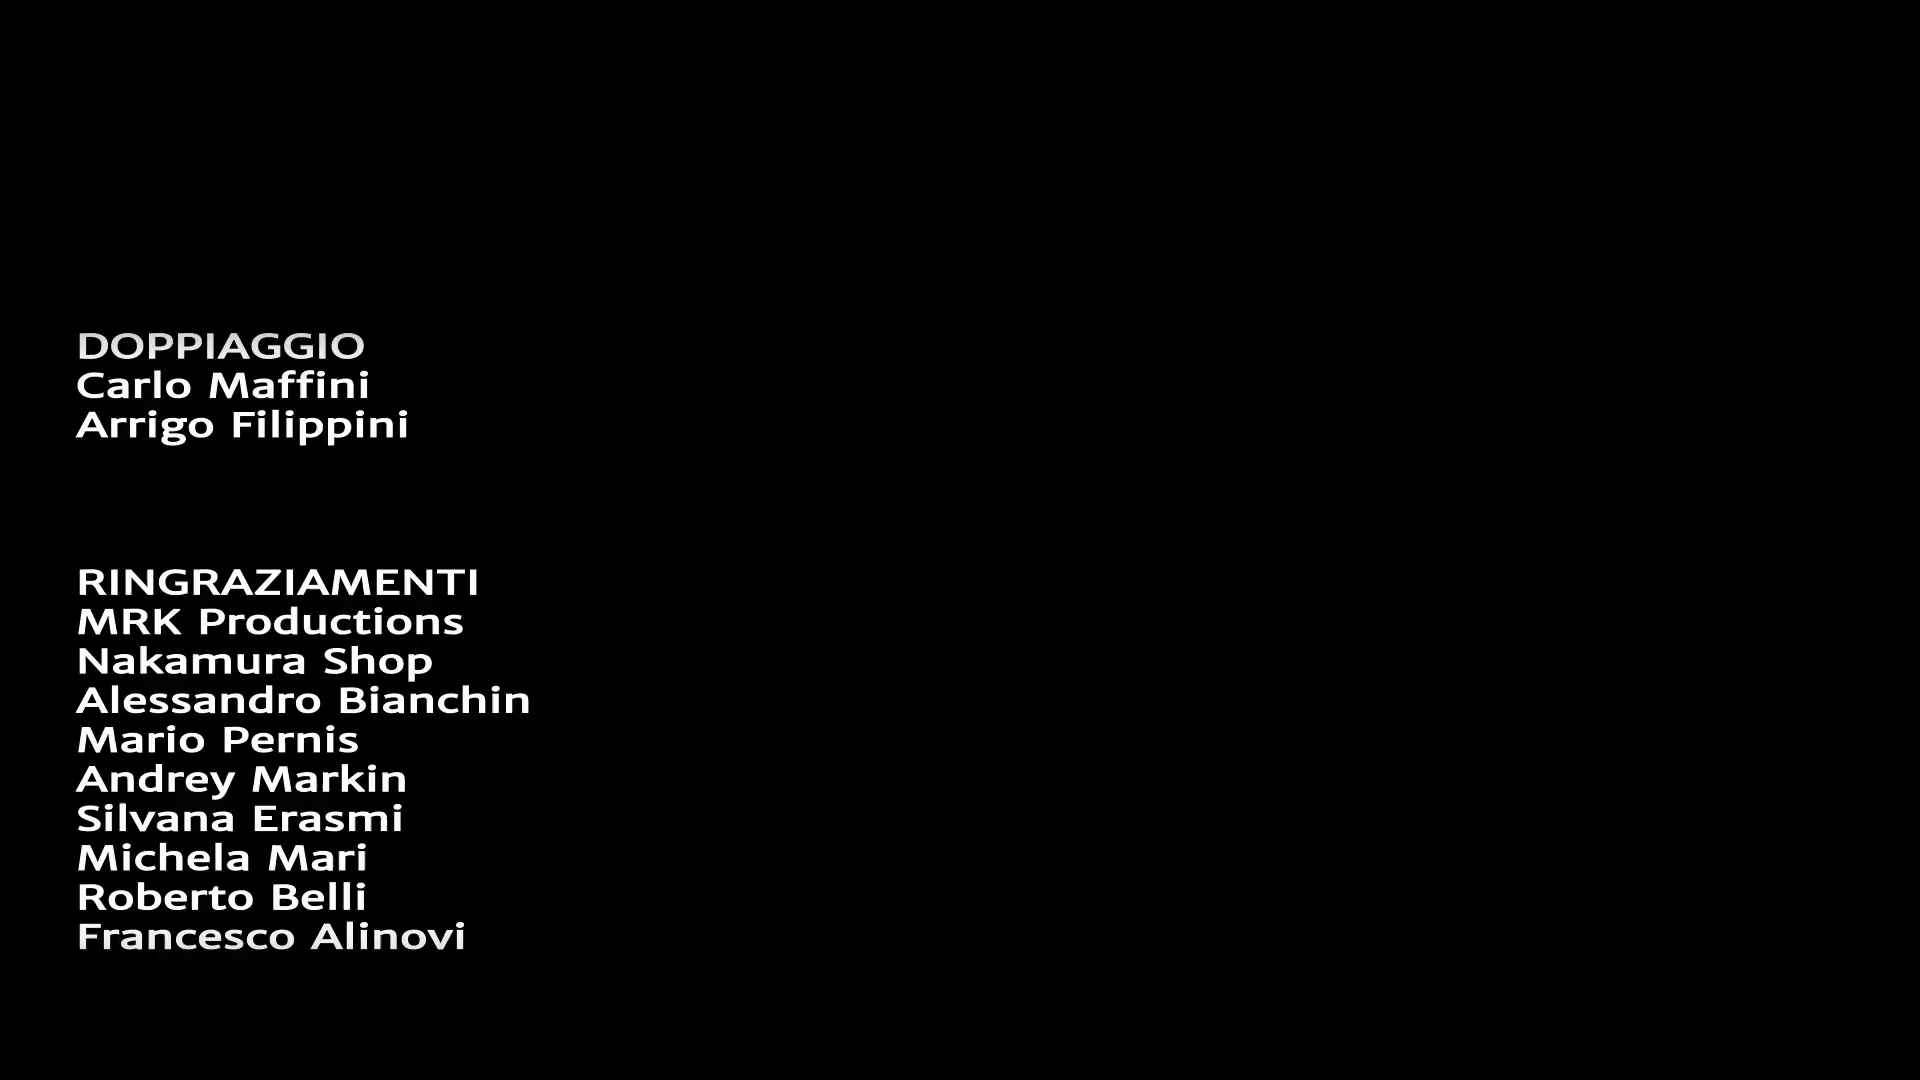 DOPPIAGGIO
Carlo Maffini
Arrigo Filippini
RINGRAZIAMENTI
MRK Productions
Nakamura Shop
Alessandro Bianchin
Mario Pernis
Andrey Markin
Silvana Erasmi
Michela Mari
Roberto Belli
Francesco Alinovi